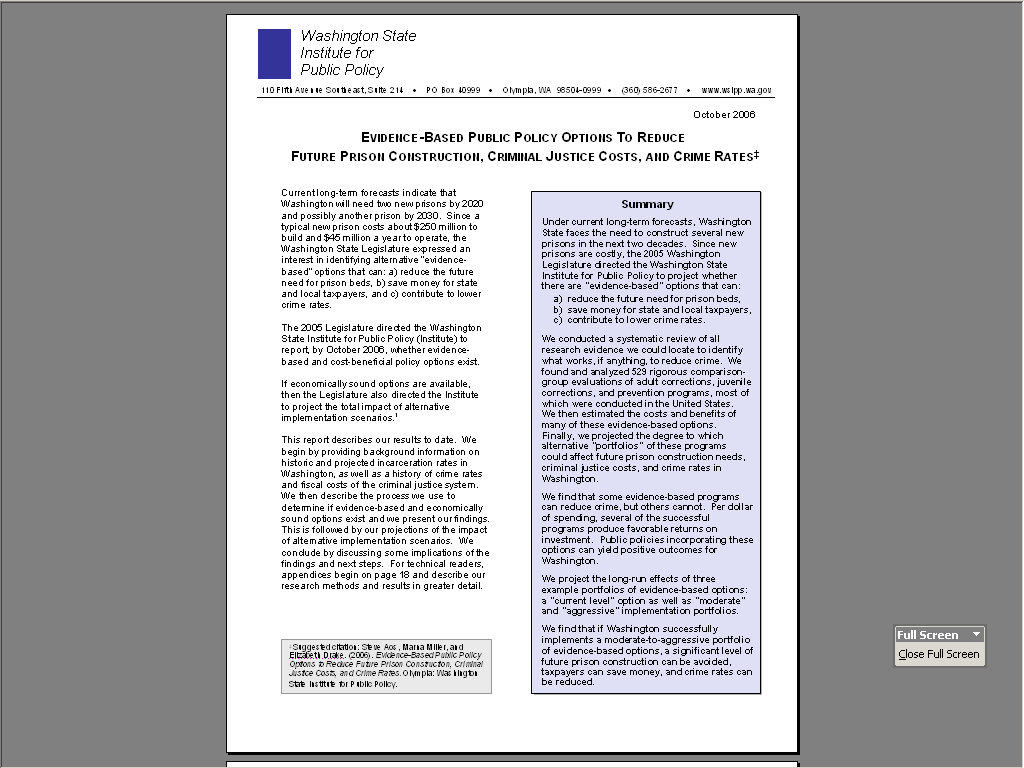 Washington State
Institute for
Public Policy
110 Fifth Avenue Southeast, Suite 214 • PO Box 40999 • Olympia, WA 98504-0999 • (360) 586-2677 • www.wsipp.wa.gov
October 2006
EVIDENCE-BASED PUBLIC POLICY OPTIONS TO REDUCE
FUTURE PRISON CONSTRUCTION, CRIMINAL JUSTICE COSTS, AND CRIME RATES‡
Current long-term forecasts indicate that
Washington will need two new prisons by 2020
and possibly another prison by 2030. Since a
typical new prison costs about $250 million to
build and $45 million a year to operate, the
Washington State Legislature expressed an
interest in identifying alternative "evidence-
based" options that can: a) reduce the future
need for prison beds, b) save money for state
and local taxpayers, and c) contribute to lower
crime rates.
The 2005 Legislature directed the Washington
State Institute for Public Policy (Institute) to
report, by October 2006, whether evidence-
based and cost-beneficial policy options exist.
If economically sound options are available,
then the Legislature also directed the Institute
to project the total impact of alternative
implementation scenarios.¹
This report describes our results to date. We
begin by providing background information on
historic and projected incarceration rates in
Washington, as well as a history of crime rates
and fiscal costs of the criminal justice system.
We then describe the process we use to
determine if evidence-based and economically
sound options exist and we present our findings.
This is followed by our projections of the impact
of alternative implementation scenarios. We
conclude by discussing some implications of the
findings and next steps. For technical readers,
appendices begin on page 18 and describe our
research methods and results in greater detail.
Suggested citation: Steve Aos, Marna Miller, and
Elizabeth Drake. (2006). Evidence-Based Public Policy
Options to Reduce Future Prison Construction, Criminal
Justice Costs, and Crime Rates. Olympia: Washington
State Institute for Public Policy.
Summary
Under current long-term forecasts, Washington
State faces the need to construct several new
prisons in the next two decades. Since new
prisons are costly, the 2005 Washington
Legislature directed the Washington State
Institute for Public Policy to project whether
there are "evidence-based" options that can:
a) reduce the future need for prison beds,
b) save money for state and local taxpayers,
c) contribute to lower crime rates.
We conducted a systematic review of all
research evidence we could locate to identify
what works, if anything, to reduce crime. We
found and analyzed 529 rigorous comparison-
group evaluations of adult corrections, juvenile
corrections, and prevention programs, most of
which were conducted in the United States.
We then estimated the costs and benefits of
many of these evidence-based options.
Finally, we projected the degree to which
alternative "portfolios" of these programs
could affect future prison construction needs,
criminal justice costs, and crime rates in
Washington.
We find that some evidence-based programs
can reduce crime, but others cannot. Per dollar
of spending, several of the successful
programs produce favorable returns on
investment. Public policies incorporating these
options can yield positive outcomes for
Washington.
We project the long-run effects of three
example portfolios of evidence-based options:
a "current level" option as well as "moderate"
and "aggressive" implementation portfolios.
We find that if Washington successfully
implements a moderate-to-aggressive portfolio
of evidence-based options, a significant level of
future prison construction can be avoided,
taxpayers can save money, and crime rates can
be reduced.
Full Screen
Close Full Screen